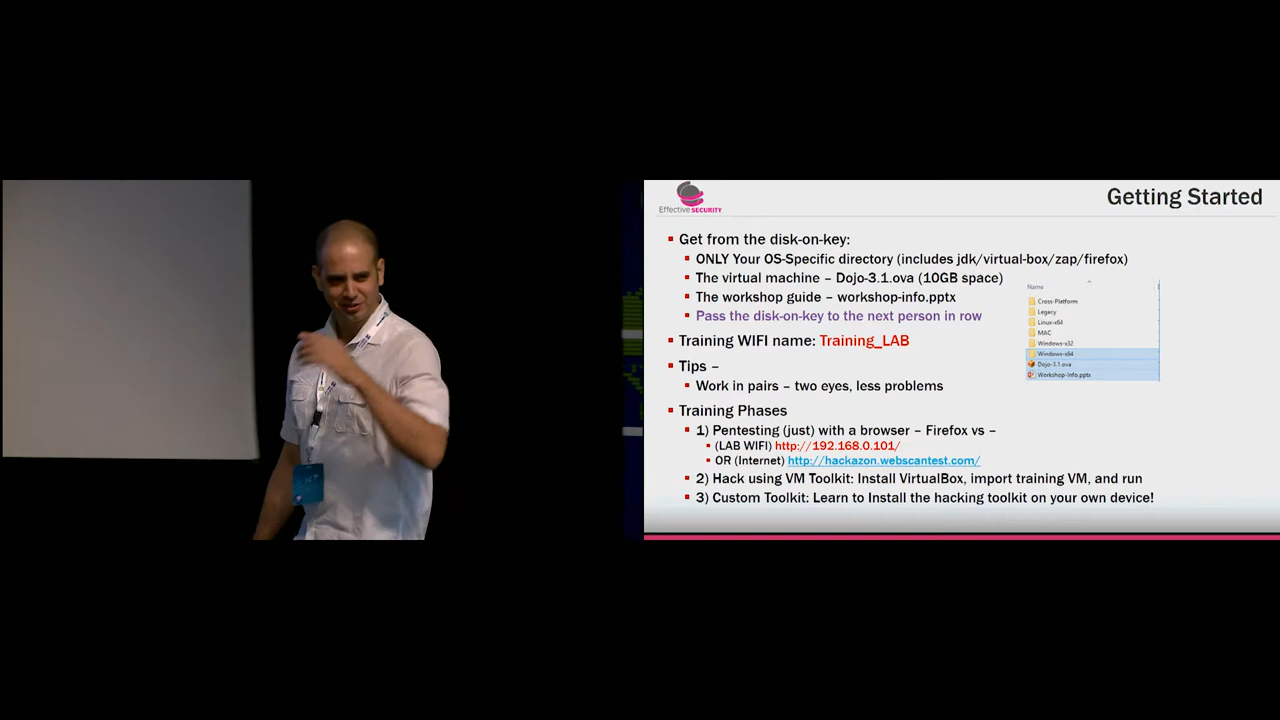 Effective SECURITY
Getting Started
Get from the disk-on-key:
ONLY Your OS-Specific directory (includes jdk/virtual-box/zap/firefox)
The virtual machine – Dojo-3.1.ova (10GB space)
The workshop guide – workshop-info.pptx
Pass the disk-on-key to the next person in row
Name
Cross-Platform
Legacy
Linux-x64
MAC
Windows-x32
Windows-x64
Dojo-3.1.ova
Workshop-Info.pptx
Training WIFI name: Training_LAB
Tips –
Work in pairs – two eyes, less problems
Training Phases
1) Pentesting (just) with a browser – Firefox vs –
(LAB WIFI) http://192.168.0.101/
OR (Internet) http://hackazon.webscantest.com/
2) Hack using VM Toolkit: Install VirtualBox, import training VM, and run
3) Custom Toolkit: Learn to Install the hacking toolkit on your own device!